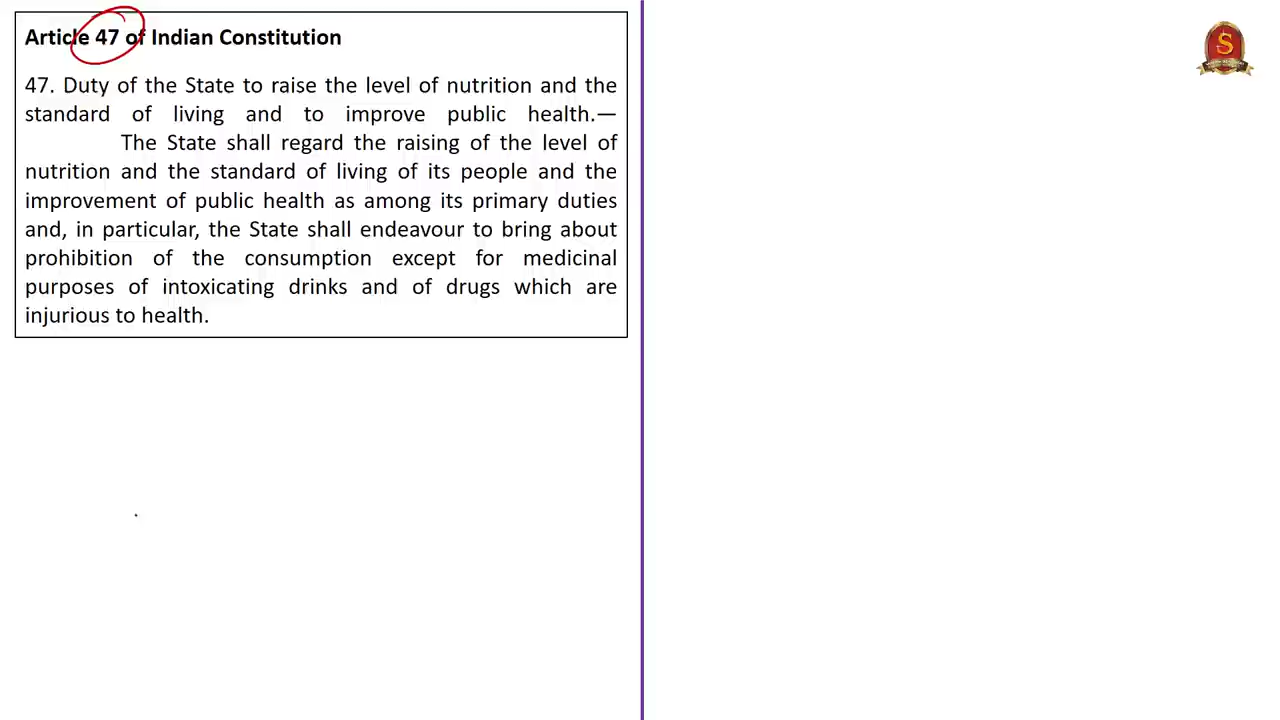 Article 47 of Indian Constitution
47. Duty of the State to raise the level of nutrition and the
standard of living and to improve public health.—
The State shall regard the raising of the level of
nutrition and the standard of living of its people and the
improvement of public health as among its primary duties
and, in particular, the State shall endeavour to bring about
prohibition of the consumption except for medicinal
purposes of intoxicating drinks and of drugs which are
injurious to health.
S